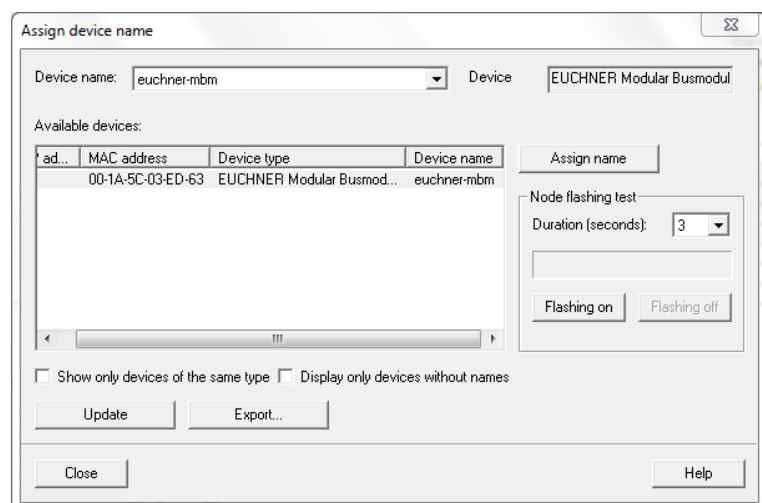 Assign device name
Device name: euchner-mbm Device EUCHNER Modular Busmodul
Available devices:
' ad... MAC address Device type Device name
00-1A-5C-03-ED-63 EUCHNER Modular Busmod... euchner-mbm
Assign name
Node flashing test
Duration (seconds): 3
Flashing on Flashing off
Show only devices of the same type Display only devices without names
Update Export...
Close Help